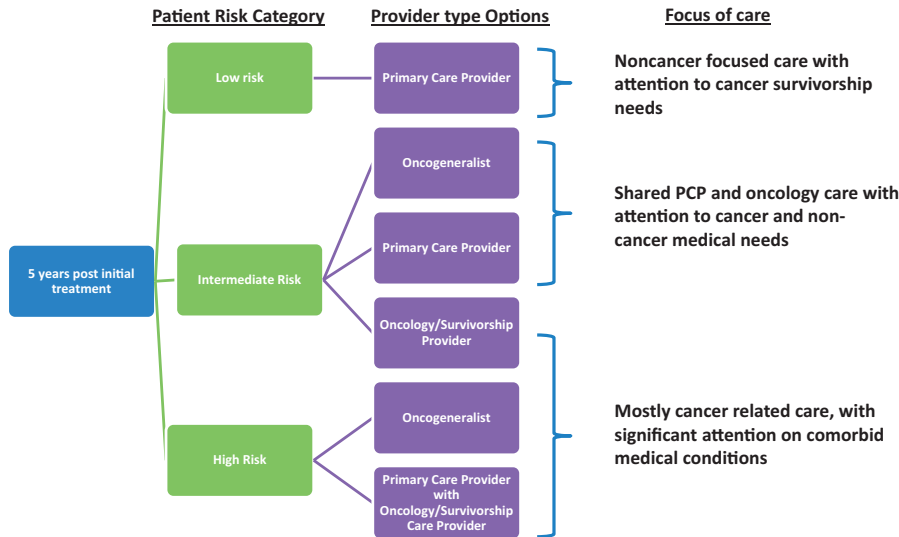 Patient Risk Category
Provider type Options
Focus of care
Low risk
Primary Care Provider
Noncancer focused care with
attention to cancer survivorship
needs
Oncogeneralist
Shared PCP and oncology care with
attention to cancer and non-
cancer medical needs
Primary Care Provider
5 years post initial
treatment
Intermediate Risk
Oncology/Survivorship
Provider
Oncogeneralist
Mostly cancer related care, with
significant attention on comorbid
medical conditions
High Risk
Primary Care Provider
with
Oncology/Survivorship
Care Provider